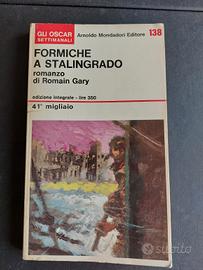 GLI OSCAR
SETTIMANALI
Arnoldo Mondadori Editore
138
FORMICHE
A STALINGRADO
romanzo
di Romain Gary
edizione integrale - lire 350
41° migliaio
subito